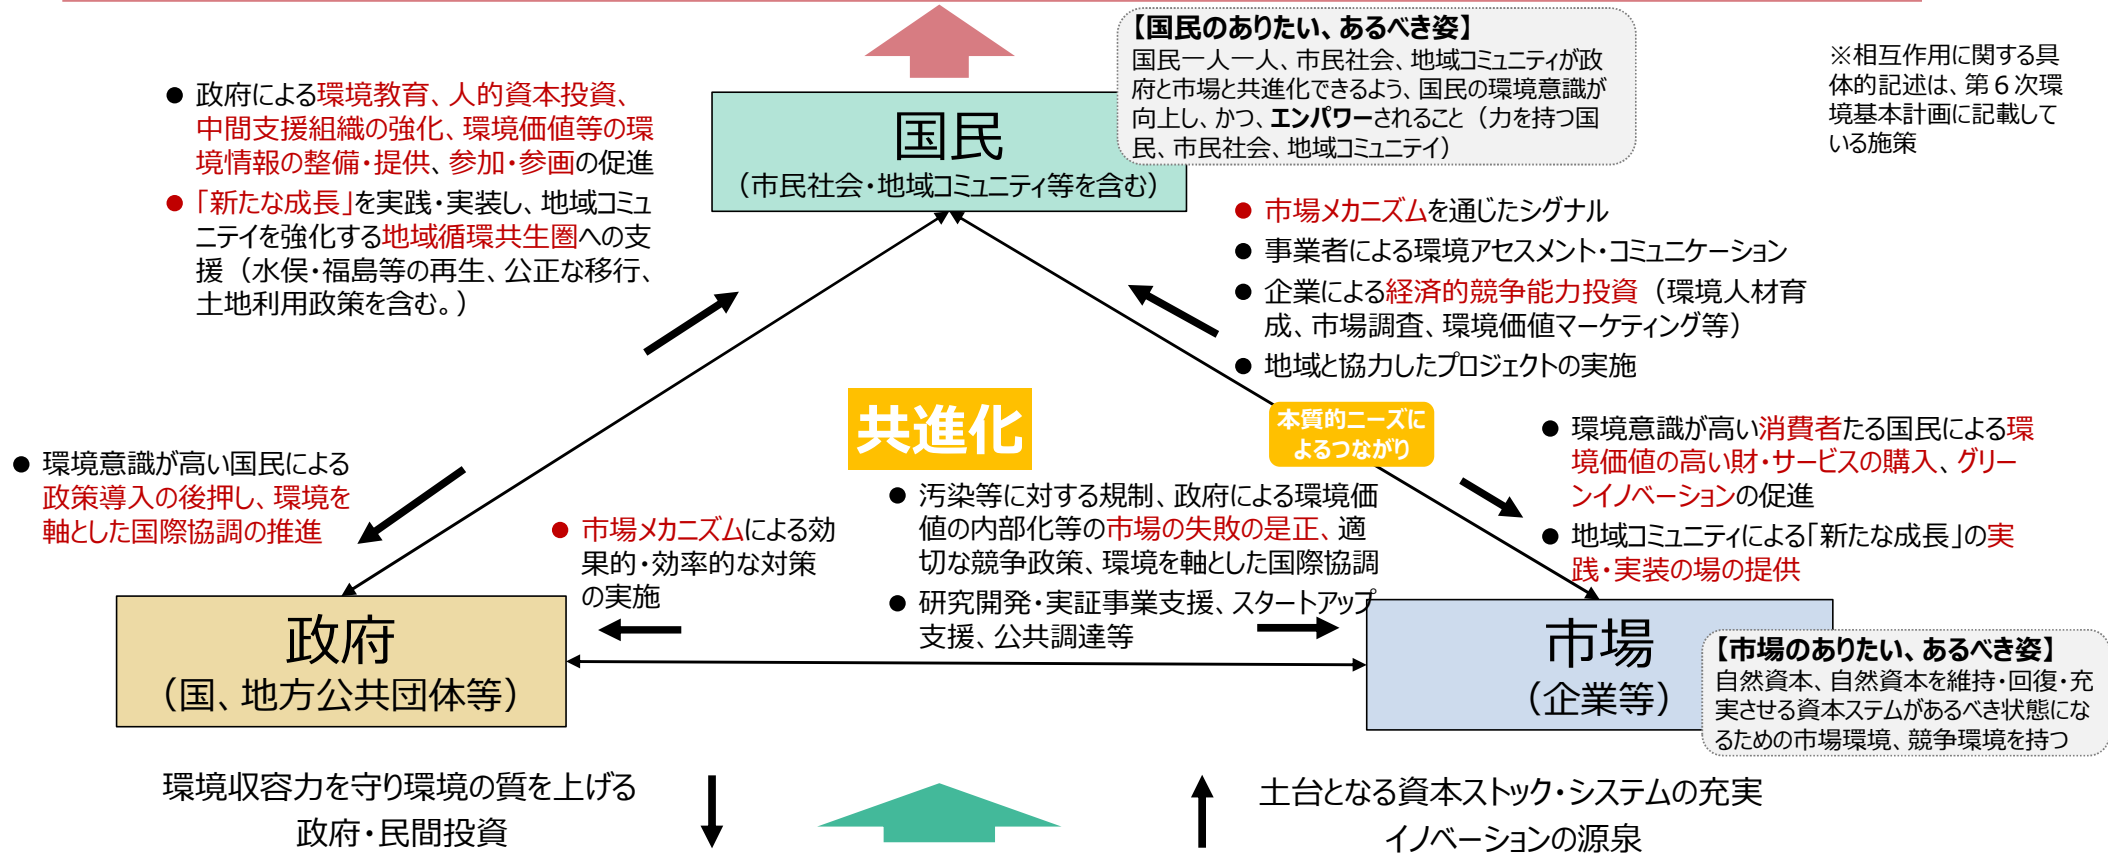 【国民のありたい、あるべき姿】
国民一人一人、市民社会、地域コミュニティが政
府と市場と共進化できるよう、国民の環境意識が
向上し、かつ、エンパワーされること（力を持つ国
民、市民社会、地域コミュニテイ）
※相互作用に関する具
体的記述は、第６次環
境基本計画に記載して
いる施策
● 政府による環境教育、人的資本投資、
中間支援組織の強化、環境価値等の環
境情報の整備・提供、参加・参画の促進
● 「新たな成長」を実践・実装し、地域コミュ
ニテイを強化する地域循環共生圏への支
援（水俣・福島等の再生、公正な移行、
土地利用政策を含む。）
国民
（市民社会・地域コミュニティ等を含む）
● 市場メカニズムを通じたシグナル
● 事業者による環境アセスメント・コミュニケーション
● 企業による経済的競争能力投資（環境人材育
成、市場調査、環境価値マーケティング等）
● 地域と協力したプロジェクトの実施
共進化
本質的ニーズに
よるつながり
● 環境意識が高い消費者たる国民による環
境価値の高い財・サービスの購入、グリー
ンイノベーションの促進
● 地域コミュニティによる「新たな成長」の実
践・実装の場の提供
● 環境意識が高い国民による
政策導入の後押し、環境を
軸とした国際協調の推進
● 市場メカニズムによる効
果的・効率的な対策
の実施
● 汚染等に対する規制、政府による環境価
値の内部化等の市場の失敗の是正、適
切な競争政策、環境を軸とした国際協調
● 研究開発・実証事業支援、スタートアップ
支援、公共調達等
政府
（国、地方公共団体等）
市場
（企業等）
【市場のありたい、あるべき姿】
自然資本、自然資本を維持・回復・充
実させる資本ステムがあるべき状態にな
るための市場環境、競争環境を持つ
環境収容力を守り環境の質を上げる
政府・民間投資
土台となる資本ストック・システムの充実
イノベーションの源泉